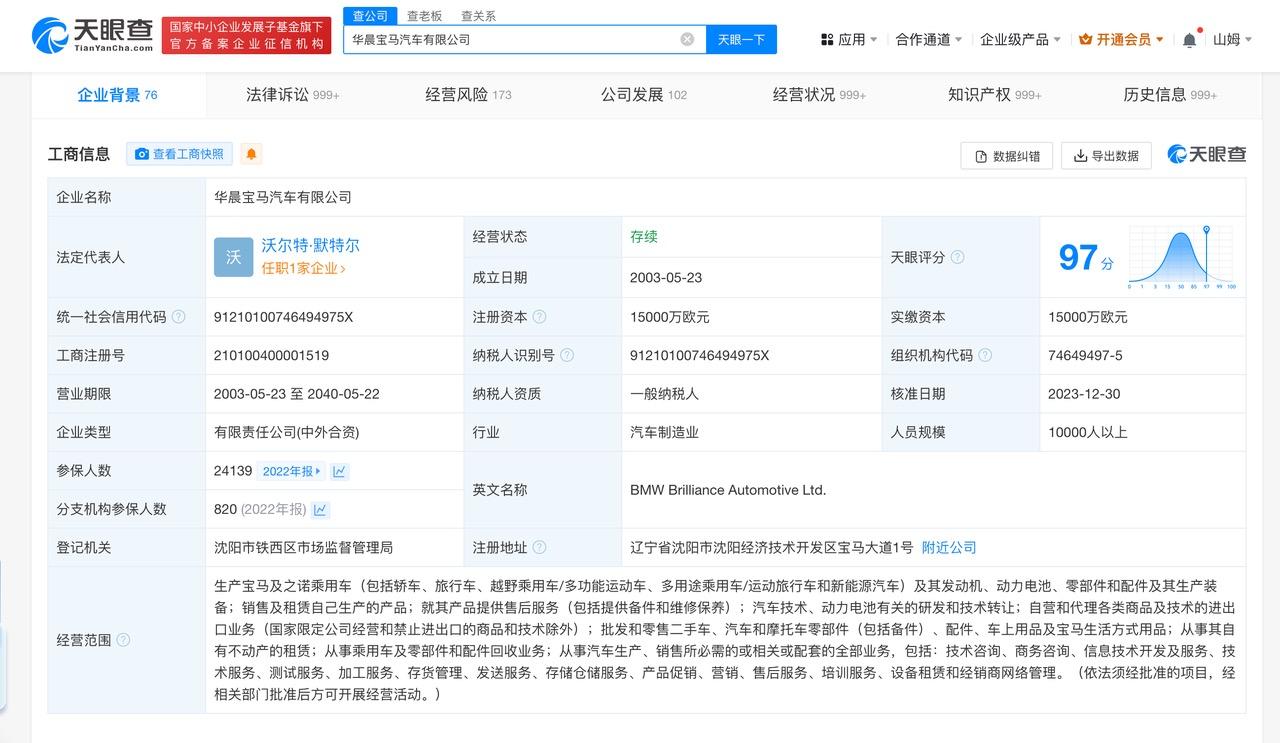 天眼查
TianYanCha.com
国家中小企业发展子基金旗下
官方备案企业征信机构
查公司 查老板 查关系
华晨宝马汽车有限公司
天眼一下
应用 合作通道 企业级产品 开通会员 山姆
企业背景 76 法律诉讼 999+ 经营风险 173 公司发展 102 经营状况 999+ 知识产权 999+ 历史信息 999+
工商信息 查看工商快照 数据纠错 导出数据 天眼查
企业名称 华晨宝马汽车有限公司
法定代表人 沃 沃尔特·默特尔
任职1家企业›
经营状态 存续
成立日期 2003-05-23
天眼评分 ? 97分
0 1 3 15 50 85 97 99 100
统一社会信用代码 ? 91210100746494975X 注册资本 ? 15000万欧元 实缴资本 15000万欧元
工商注册号 210100400001519 纳税人识别号 ? 91210100746494975X 组织机构代码 ? 74649497-5
营业期限 2003-05-23 至 2040-05-22 纳税人资质 一般纳税人 核准日期 2023-12-30
企业类型 有限责任公司(中外合资) 行业 汽车制造业 人员规模 10000人以上
参保人数 24139 2022年报
英文名称 BMW Brilliance Automotive Ltd.
分支机构参保人数 820 (2022年报)
登记机关 沈阳市铁西区市场监督管理局 注册地址 ? 辽宁省沈阳市沈阳经济技术开发区宝马大道1号 附近公司
经营范围 ?
生产宝马及之诺乘用车（包括轿车、旅行车、越野乘用车/多功能运动车、多用途乘用车/运动旅行车和新能源汽车）及其发动机、动力电池、零部件和配件及其生产装
备；销售及租赁自己生产的产品；就其产品提供售后服务（包括提供备件和维修保养）；汽车技术、动力电池有关的研发和技术转让；自营和代理各类商品及技术的进出
口业务（国家限定公司经营和禁止进出口的商品和技术除外）；批发和零售二手车、汽车和摩托车零部件（包括备件）、配件、车上用品及宝马生活方式用品；从事其自
有不动产的租赁；从事乘用车及零部件和配件回收业务；从事汽车生产、销售所必需的或相关或配套的全部业务，包括：技术咨询、商务咨询、信息技术开发及服务、技
术服务、测试服务、加工服务、存货管理、发送服务、存储仓储服务、产品促销、营销、售后服务、培训服务、设备租赁和经销商网络管理。（依法须经批准的项目，经
相关部门批准后方可开展经营活动。）